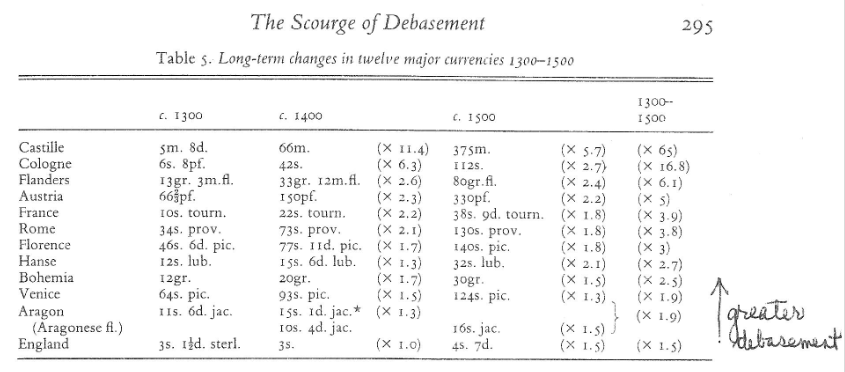 The Scourge of Debasement 295
Table 5. Long-term changes in twelve major currencies 1300–1500
1300–
c. 1300 c. 1400 c. 1500 1500
Castille 5m. 8d. 66m. (× 11.4) 375m. (× 5.7) (× 65)
Cologne 6s. 8pf. 42s. (× 6.3) 112s. (× 2.7) (× 16.8)
Flanders 13gr. 3m.fl. 33gr. 12m.fl. (× 2.6) 80gr.fl. (× 2.4) (× 6.1)
Austria 66⅔pf. 150pf. (× 2.3) 330pf. (× 2.2) (× 5)
France 10s. tourn. 22s. tourn. (× 2.2) 38s. 9d. tourn. (× 1.8) (× 3.9)
Rome 34s. prov. 73s. prov. (× 2.1) 130s. prov. (× 1.8) (× 3.8)
Florence 46s. 6d. pic. 77s. 11d. pic. (× 1.7) 140s. pic. (× 1.8) (× 3)
Hanse 12s. lub. 15s. 6d. lub. (× 1.3) 32s. lub. (× 2.1) (× 2.7)
Bohemia 12gr. 20gr. (× 1.7) 30gr. (× 1.5) (× 2.5)
Venice 64s. pic. 93s. pic. (× 1.5) 124s. pic. (× 1.3) (× 1.9)
Aragon 11s. 6d. jac. 15s. 1d. jac.* (× 1.3) (× 1.9)
(Aragonese fl.) 10s. 4d. jac. 16s. jac. (× 1.5)
England 3s. 1½d. sterl. 3s. (× 1.0) 4s. 7d. (× 1.5) (× 1.5)
greater
debasement